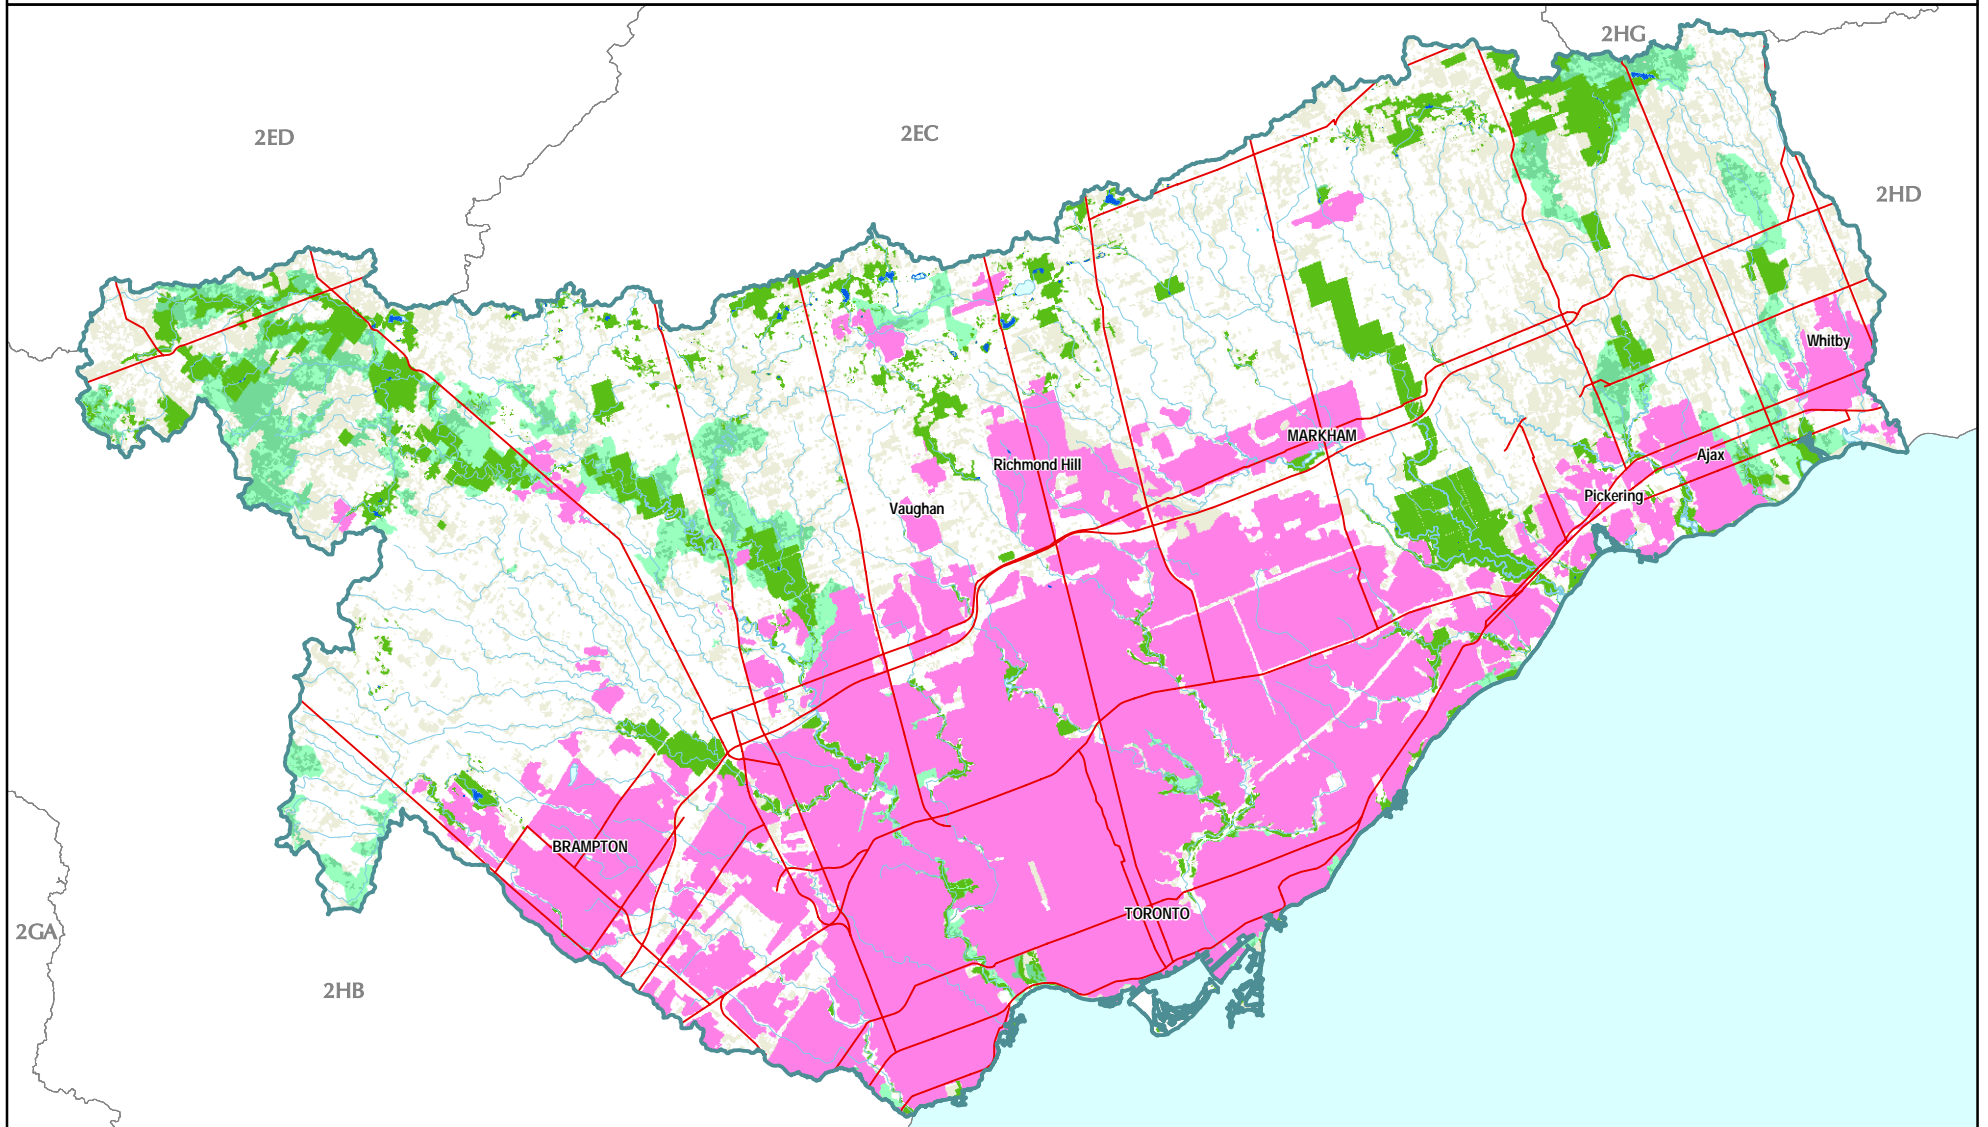 2HG
2ED
2EC
2HD
Whitby
MARKHAM
Richmond Hill
Ajax
Pickering
Vaughan
BRAMPTON
TORONTO
2GA
2HB